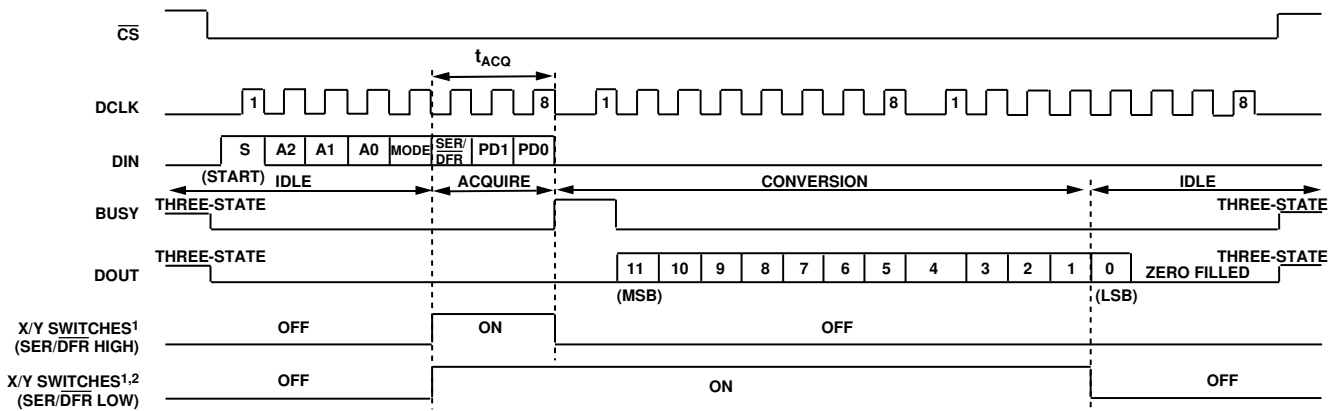 CS
tACQ
DCLK 1 8 1 8 1 8
DIN S A2 A1 A0 MODE SER/DFR PD1 PD0
(START) IDLE ACQUIRE CONVERSION IDLE
BUSY THREE-STATE THREE-STATE
DOUT THREE-STATE 11 10 9 8 7 6 5 4 3 2 1 0 ZERO FILLED THREE-STATE
(MSB) (LSB)
X/Y SWITCHES1 OFF ON OFF
(SER/DFR HIGH)
X/Y SWITCHES1,2 OFF ON OFF
(SER/DFR LOW)